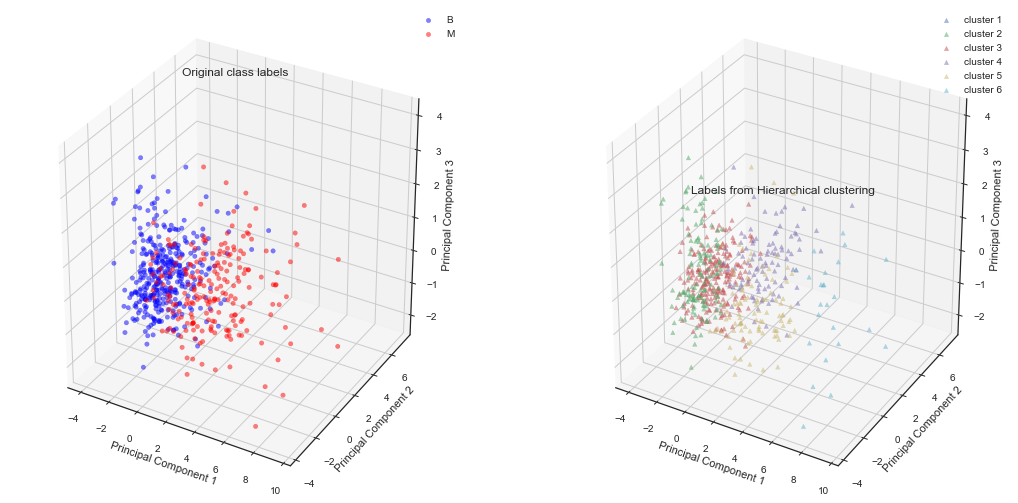 B
M
Original class labels
4
3
2
1
0
−1
−2
Principal Component 3
−4
−2
0
2
4
6
8
10
Principal Component 1
−4
−2
0
2
4
6
Principal Component 2
cluster 1
cluster 2
cluster 3
cluster 4
cluster 5
cluster 6
Labels from Hierarchical clustering
4
3
2
1
0
−1
−2
Principal Component 3
−4
−2
0
2
4
6
8
10
Principal Component 1
−4
−2
0
2
4
6
Principal Component 2